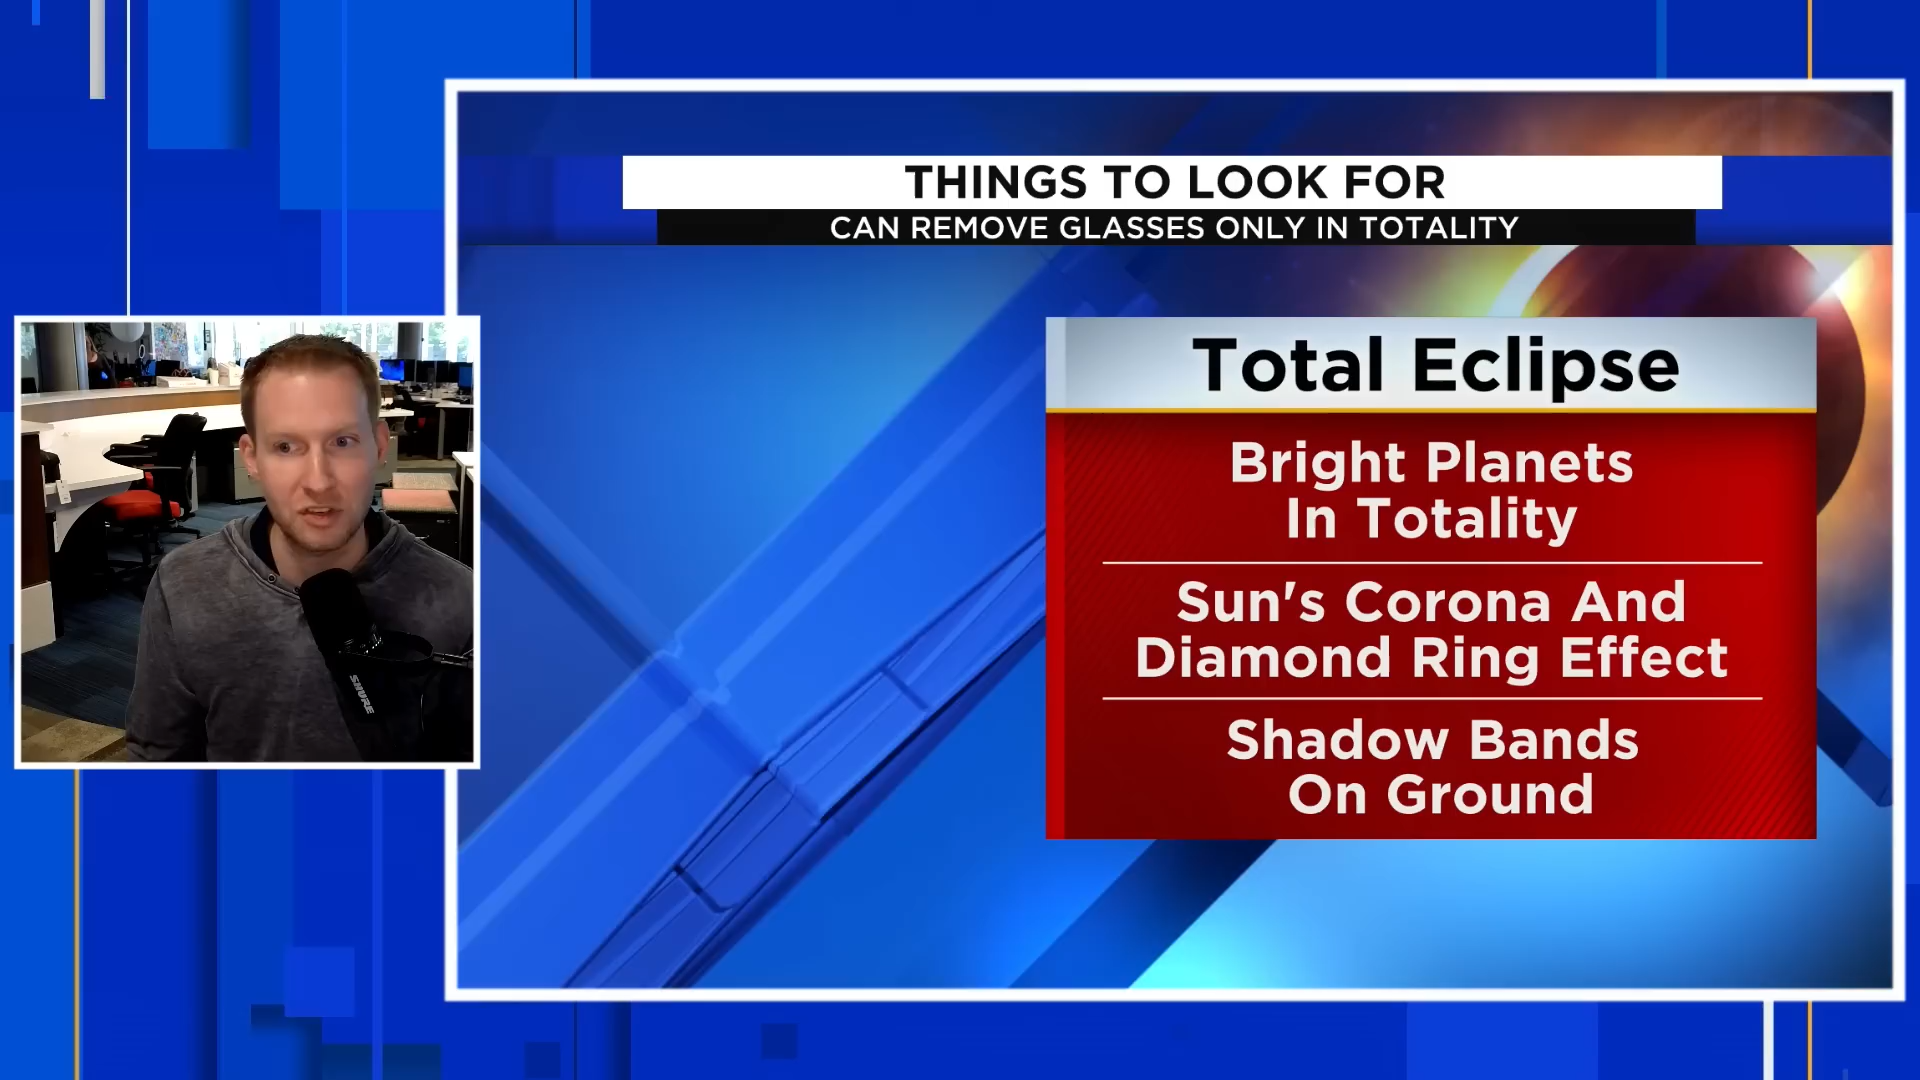 THINGS TO LOOK FOR
CAN REMOVE GLASSES ONLY IN TOTALITY
Total Eclipse
Bright Planets
In Totality
Sun's Corona And
Diamond Ring Effect
Shadow Bands
On Ground
SHURE